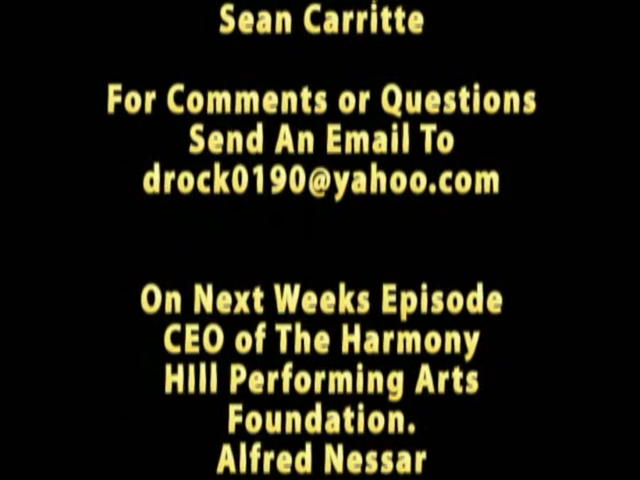 Sean Carritte
For Comments or Questions
Send An Email To
drock0190@yahoo.com
On Next Weeks Episode
CEO of The Harmony
HIll Performing Arts
Foundation.
Alfred Nessar